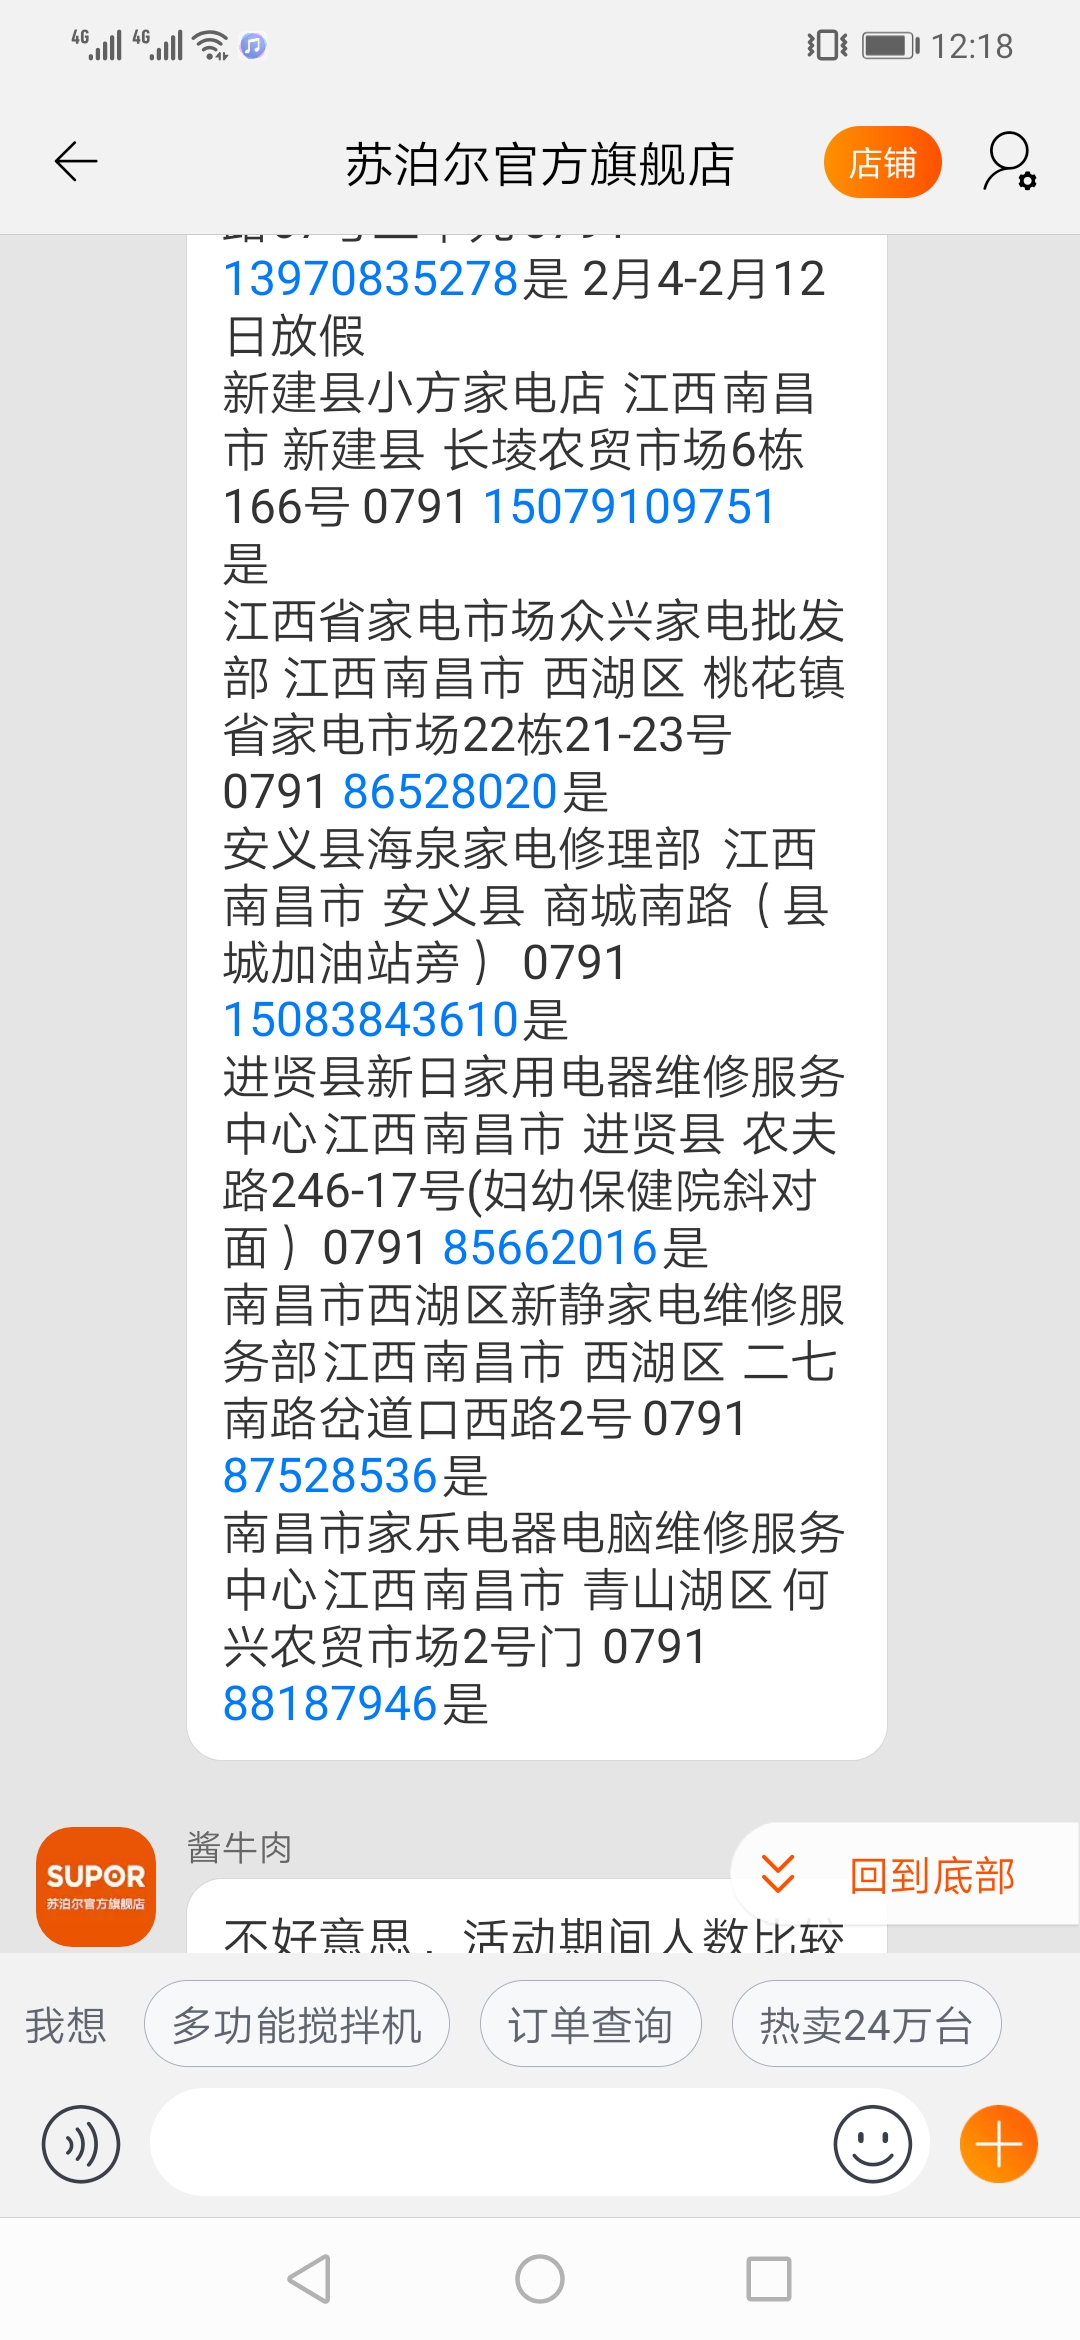 4G 4G 12:18
苏泊尔官方旗舰店
店铺
13970835278是 2月4-2月12
日放假
新建县小方家电店 江西南昌
市 新建县 长堎农贸市场6栋
166号 0791 15079109751
是
江西省家电市场众兴家电批发
部 江西南昌市 西湖区 桃花镇
省家电市场22栋21-23号
0791 86528020是
安义县海泉家电修理部 江西
南昌市 安义县 商城南路（县
城加油站旁） 0791
15083843610是
进贤县新日家用电器维修服务
中心江西南昌市 进贤县 农夫
路246-17号(妇幼保健院斜对
面）0791 85662016是
南昌市西湖区新静家电维修服
务部江西南昌市 西湖区 二七
南路岔道口西路2号 0791
87528536是
南昌市家乐电器电脑维修服务
中心江西南昌市 青山湖区何
兴农贸市场2号门 0791
88187946是
SUPOR
苏泊尔官方旗舰店
酱牛肉
回到底部
不好意思，活动期间人数比较
我想
多功能搅拌机
订单查询
热卖24万台